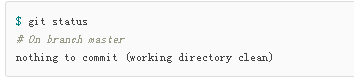 $ git status
# On branch master
nothing to commit (working directory clean)